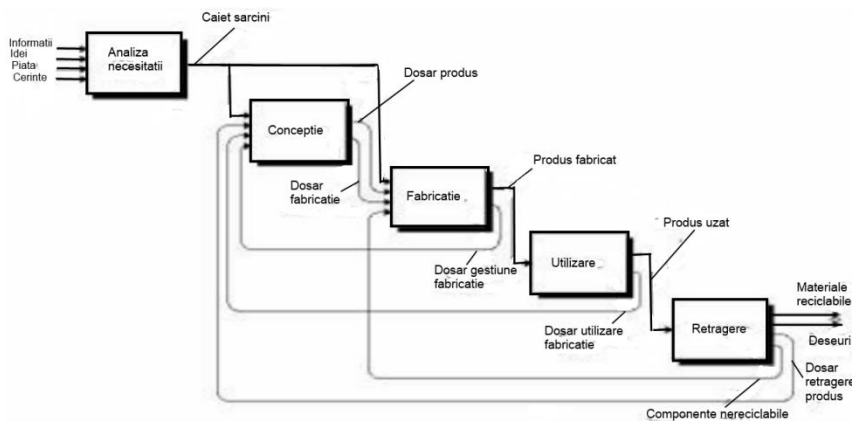 Caiet sarcini
Informatii
Idei
Piata
Cerinte
Analiza
necesitatii
Dosar produs
Conceptie
Dosar
fabricatie
Produs fabricat
Fabricatie
Produs uzat
Dosar gestiune
fabricatie
Utilizare
Materiale
reciclabile
Dosar utilizare
fabricatie
Retragere
Deseuri
Dosar
retragere
produs
Componente nereciclabile